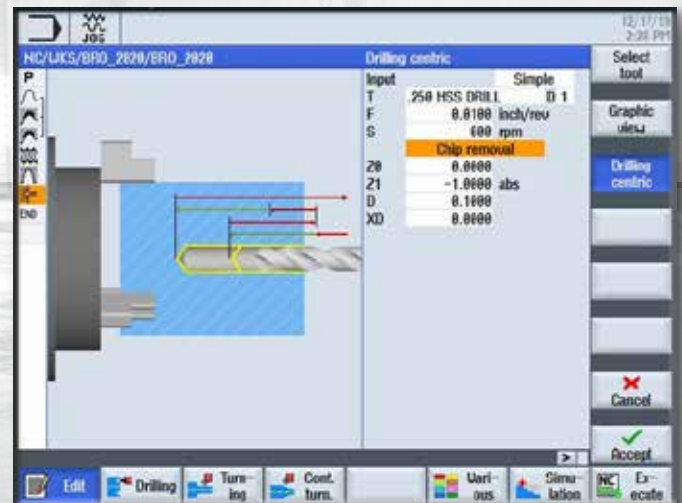 JOG
12/17/19
2:28 PM
NC/WKS/BRO_2020/BRO_2020
Drilling centric
P
END
Input Simple
T .250 HSS DRILL D 1
F 0.0100 inch/rev
S 600 rpm
Chip removal
Z0 0.0000
Z1 -1.0000 abs
D 0.1000
XD 0.0000
Select
tool
Graphic
view
Drilling
centric
Cancel
Accept
>
Edit
Drilling
Turn-
ing
Cont.
turn.
Vari-
ous
Simu-
lation
NC Ex-
ecute